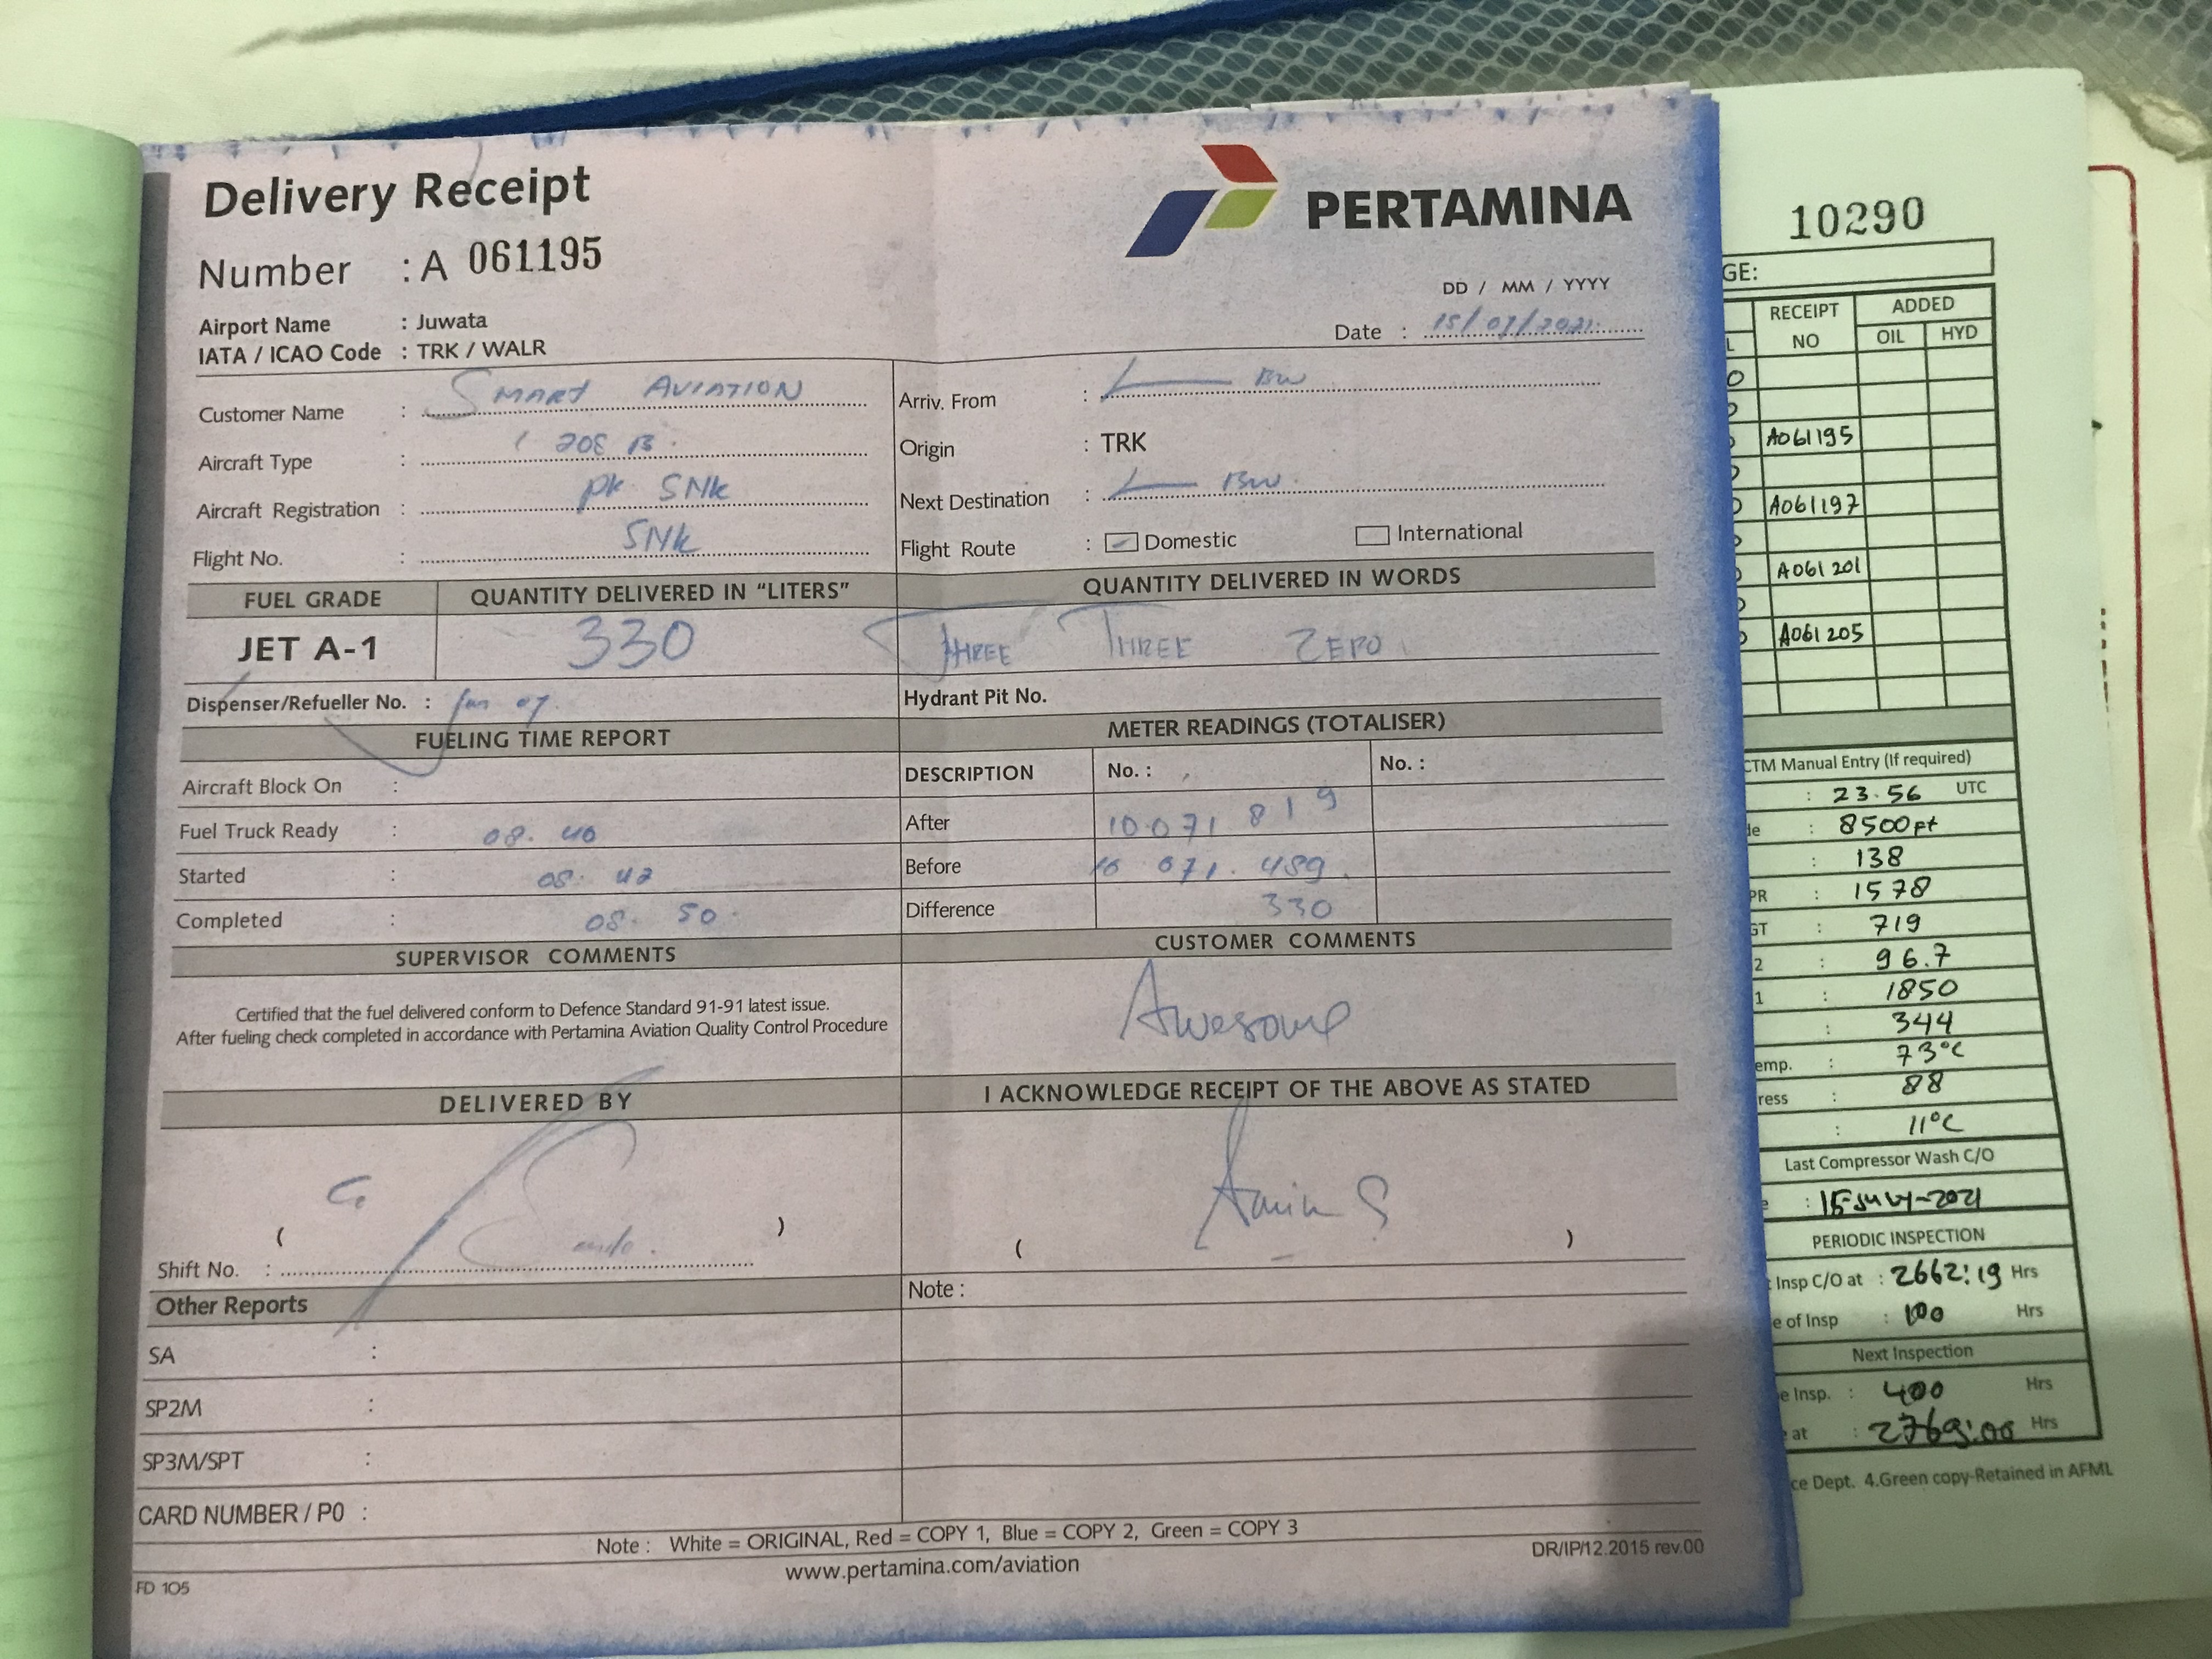 Delivery Receipt
PERTAMINA
Number : A 061195
DD / MM / YYYY
Airport Name : Juwata
Date : 15/07/2021
IATA / ICAO Code : TRK / WALR
Customer Name : SMART AVIATION
Arriv. From : L BW
Aircraft Type : C 208 B
Origin : TRK
Aircraft Registration : PK SNK
Next Destination : L BW
Flight No. : SNK
Flight Route : Domestic International
FUEL GRADE QUANTITY DELIVERED IN “LITERS” QUANTITY DELIVERED IN WORDS
JET A-1 330 THREE THREE ZERO
Dispenser/Refueller No. : 07
Hydrant Pit No.
FUELING TIME REPORT
METER READINGS (TOTALISER)
DESCRIPTION No. : No. :
Aircraft Block On :
After 10.071 819
Fuel Truck Ready : 08.40
Before 10 071.489
Started : 08.42
Difference 330
Completed : 08.50
SUPERVISOR COMMENTS
CUSTOMER COMMENTS
Certified that the fuel delivered conform to Defence Standard 91-91 latest issue.
After fueling check completed in accordance with Pertamina Aviation Quality Control Procedure
Awesome
DELIVERED BY
I ACKNOWLEDGE RECEIPT OF THE ABOVE AS STATED
( )
( Amin S )
Shift No. :
Note :
Other Reports
SA :
SP2M :
SP3M/SPT :
CARD NUMBER / P0 :
Note : White = ORIGINAL, Red = COPY 1, Blue = COPY 2, Green = COPY 3
www.pertamina.com/aviation
DR/IP/12.2015 rev.00
FD 105
10290
GE:
RECEIPT NO ADDED
OIL HYD
A061195
A061197
A061201
A061205
CTM Manual Entry (If required)
: 23.56 UTC
: 8500ft
: 138
PR : 1578
GT : 719
2 : 96.7
1 : 1850
: 344
emp. : 73°C
ress : 88
: 11°C
Last Compressor Wash C/O
: 15-July-2021
PERIODIC INSPECTION
Insp C/O at : 2662:19 Hrs
e of Insp : 100 Hrs
Next Inspection
e Insp. : 400 Hrs
at : 2769:00 Hrs
ce Dept. 4.Green copy-Retained in AFML